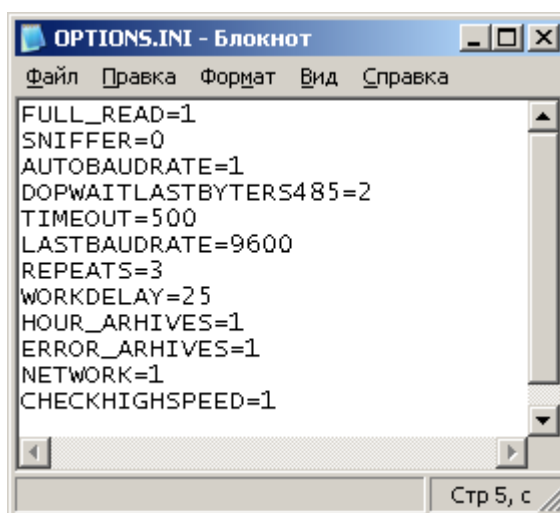 OPTIONS.INI - Блокнот
Файл Правка Формат Вид Справка
FULL_READ=1
SNIFFER=0
AUTOBAUDRATE=1
DOPWAITLASTBYTERS485=2
TIMEOUT=500
LASTBAUDRATE=9600
REPEATS=3
WORKDELAY=25
HOUR_ARHIVES=1
ERROR_ARHIVES=1
NETWORK=1
CHECKHIGHSPEED=1
Стр 5, с